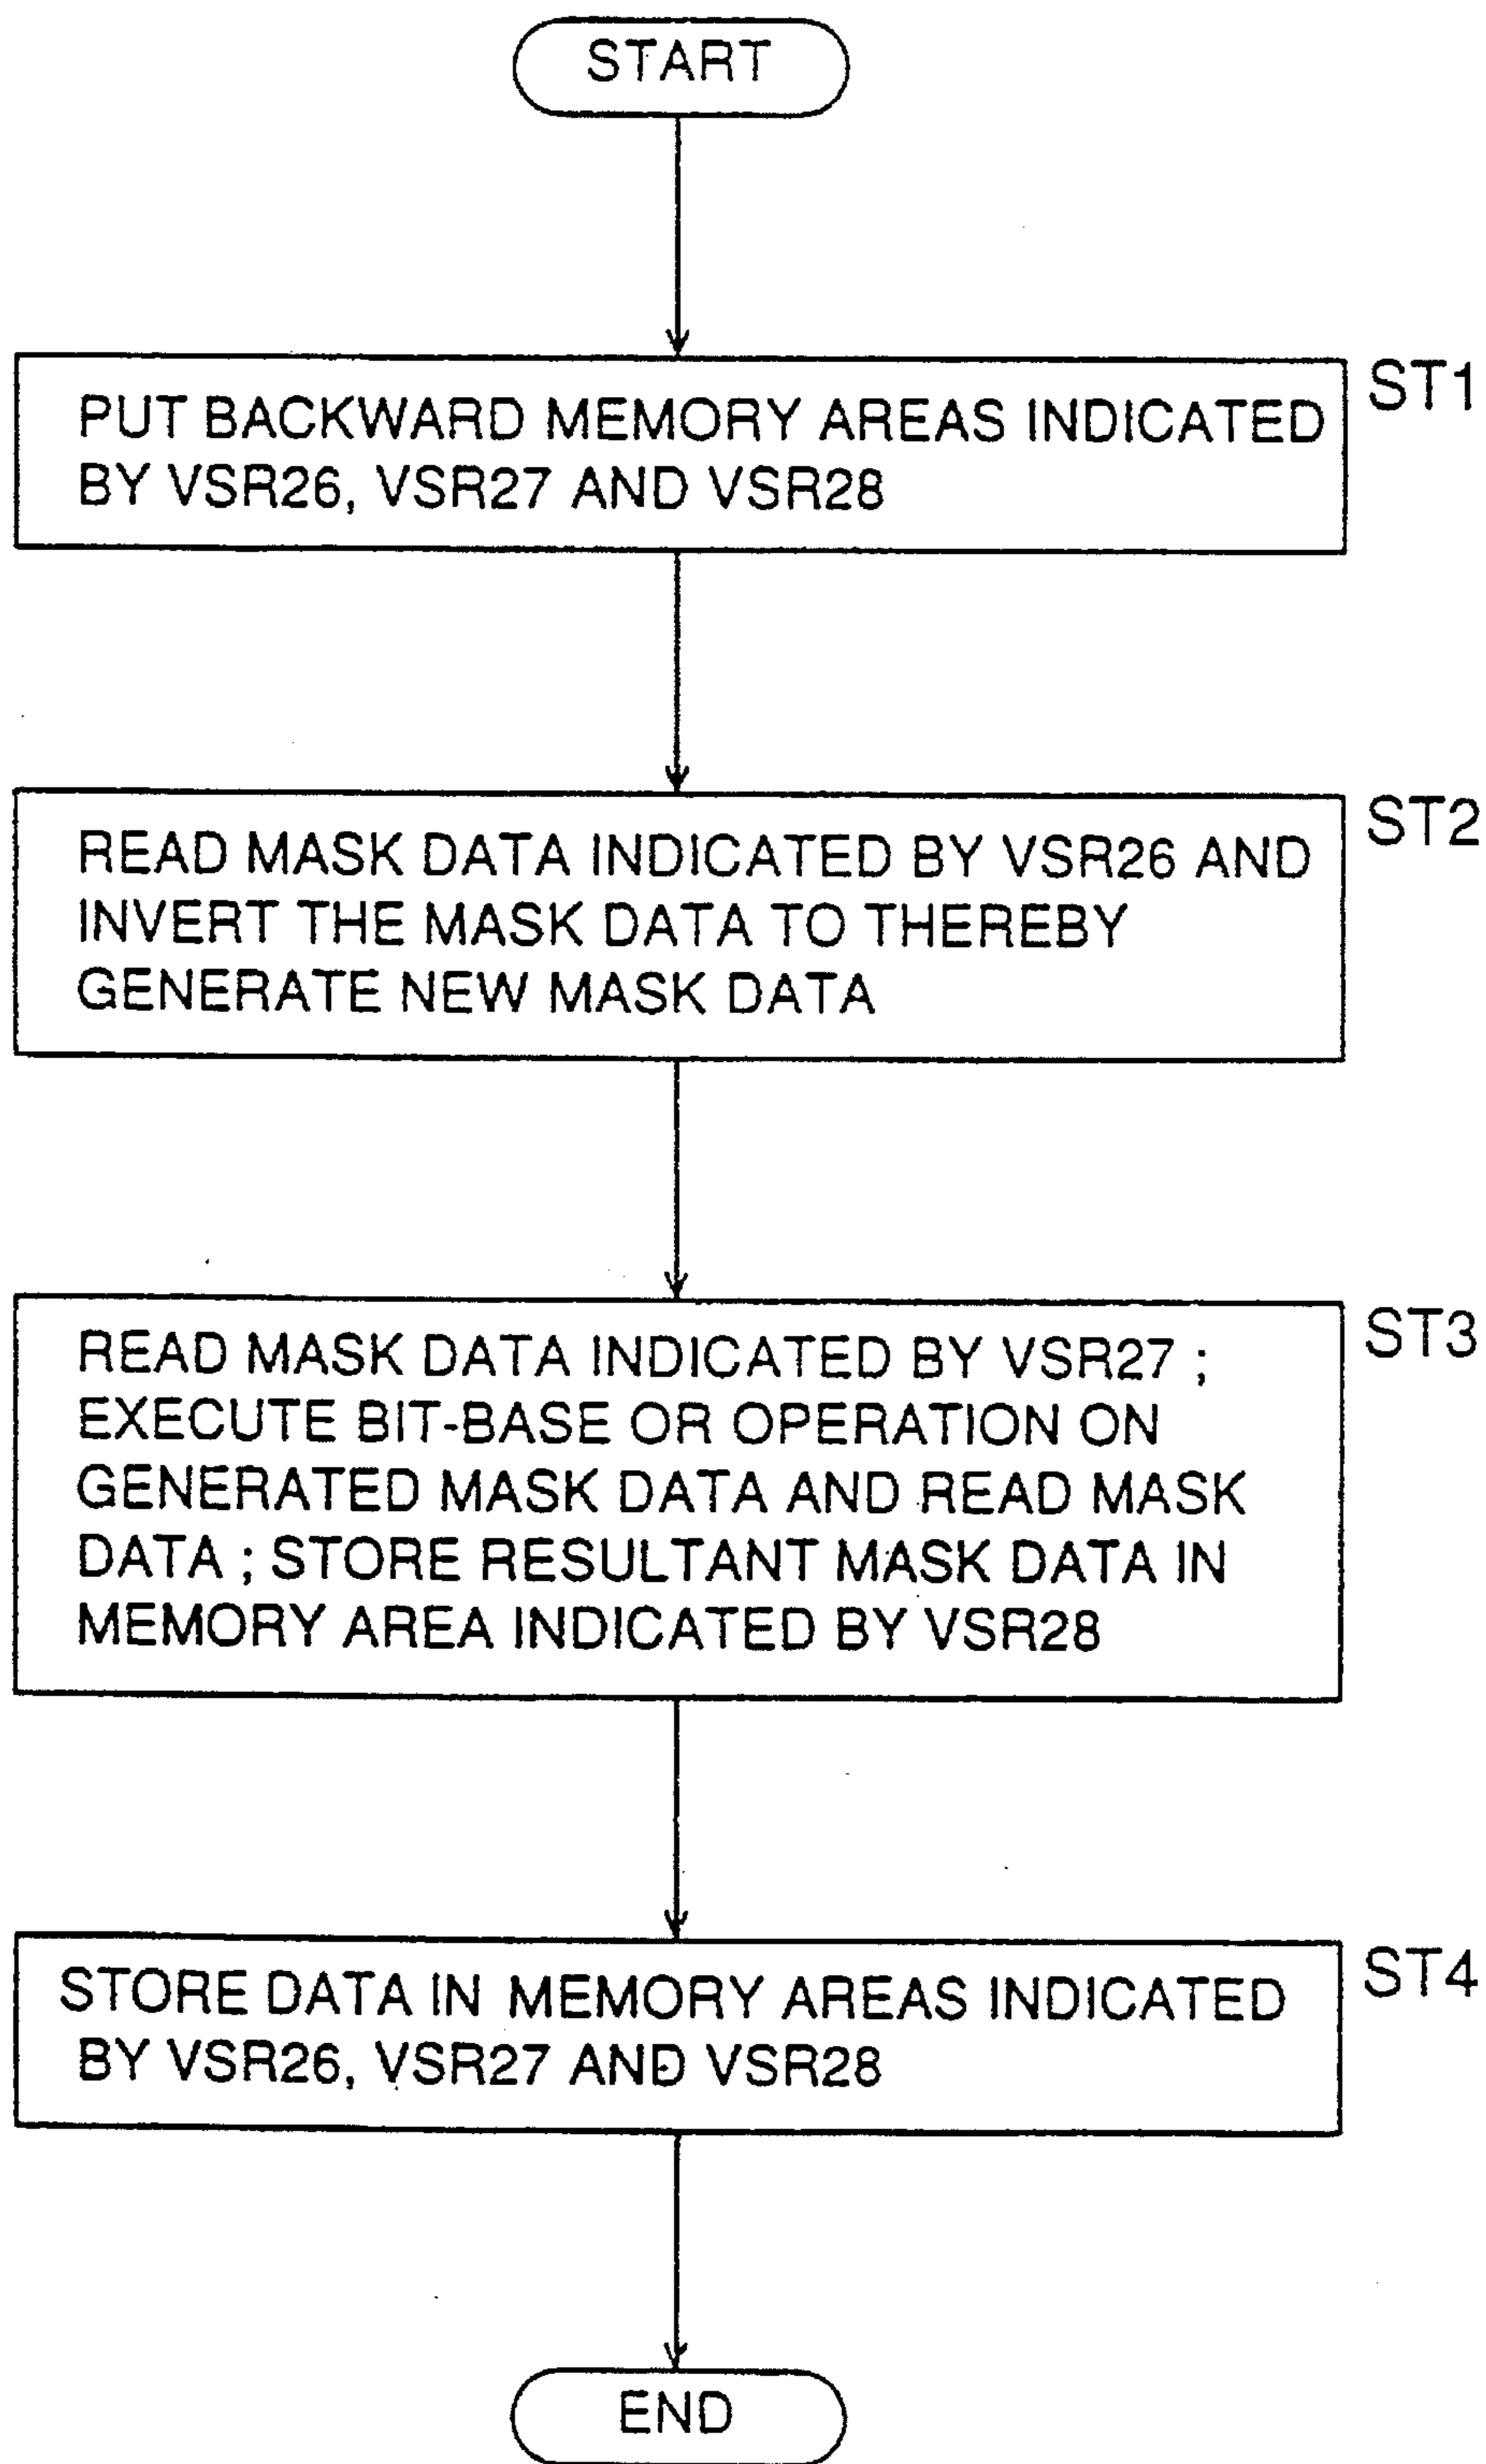 START
ST1
PUT BACKWARD MEMORY AREAS INDICATED
BY VSR26, VSR27 AND VSR28
ST2
READ MASK DATA INDICATED BY VSR26 AND
INVERT THE MASK DATA TO THEREBY
GENERATE NEW MASK DATA
ST3
READ MASK DATA INDICATED BY VSR27 ;
EXECUTE BIT-BASE OR OPERATION ON
GENERATED MASK DATA AND READ MASK
DATA ; STORE RESULTANT MASK DATA IN
MEMORY AREA INDICATED BY VSR28
ST4
STORE DATA IN MEMORY AREAS INDICATED
BY VSR26, VSR27 AND VSR28
END